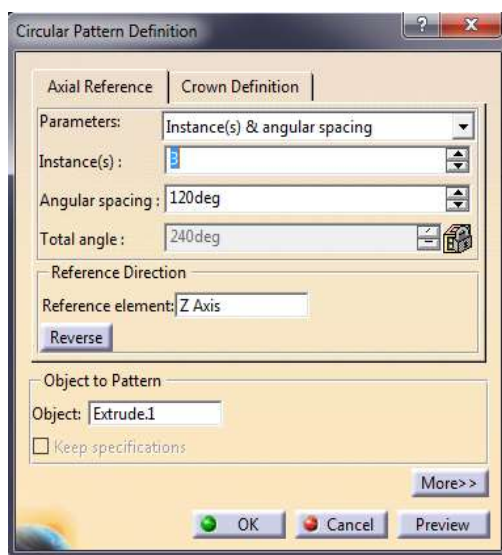 Circular Pattern Definition
? X
Axial Reference Crown Definition
Parameters: Instance(s) & angular spacing
Instance(s) : 3
Angular spacing : 120deg
Total angle : 240deg
Reference Direction
Reference element: Z Axis
Reverse
Object to Pattern
Object: Extrude.1
Keep specifications
More>>
OK Cancel Preview